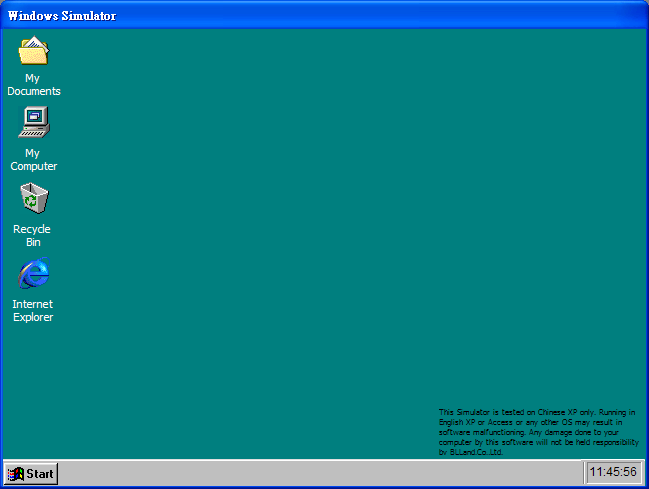 Windows Simulator
My
Documents
My
Computer
Recycle
Bin
Internet
Explorer
This Simulator is tested on Chinese XP only. Running in
English XP or Access or any other OS may result in
software malfunctioning. Any damage done to your
computer by this software will not be held responsibility
by BLLand.Co.,Ltd.
Start
11:45:56